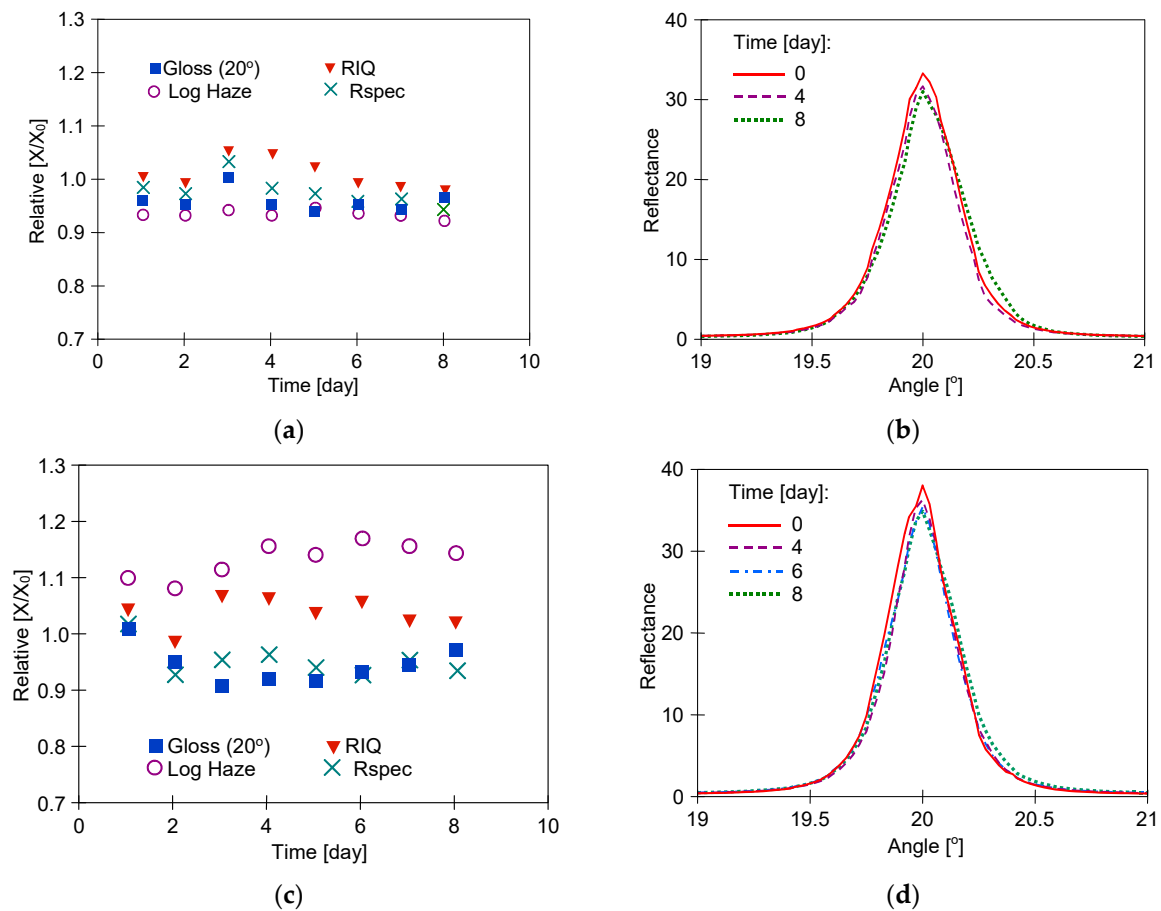 1.3
1.2
1.1
1.0
0.9
0.8
0.7
Relative [X/X₀]
Gloss (20°)
RIQ
Log Haze
Rspec
0
2
4
6
8
10
Time [day]
(a)
40
30
20
10
0
Reflectance
Time [day]:
0
4
8
19
19.5
20
20.5
21
Angle [°]
(b)
1.3
1.2
1.1
1.0
0.9
0.8
0.7
Relative [X/X₀]
Gloss (20°)
RIQ
Log Haze
Rspec
0
2
4
6
8
10
Time [day]
(c)
40
30
20
10
0
Reflectance
Time [day]:
0
4
6
8
19
19.5
20
20.5
21
Angle [°]
(d)